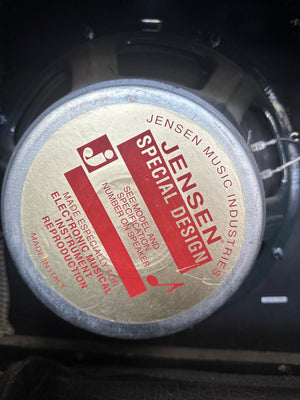 JENSEN MUSIC INDUSTRIES
JENSEN
SPECIAL DESIGN
SEE MODEL AND
SPECIFICATION
NUMBER ON SPEAKER
MADE ESPECIALLY FOR
ELECTRONIC MUSICAL
INSTRUMENT
REPRODUCTION
MADE IN ITALY